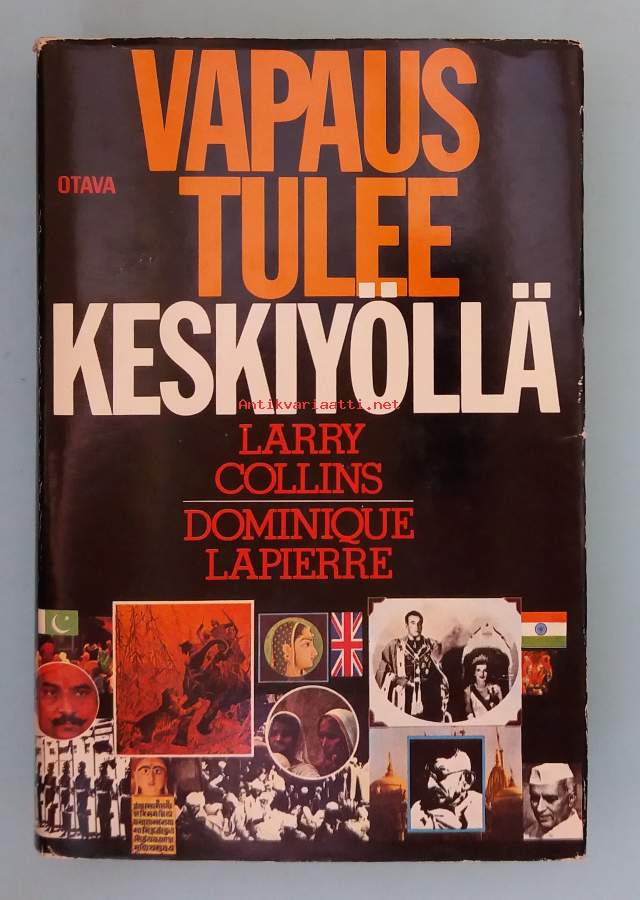 VAPAUS
OTAVA
TULEE
KESKIYÖLLÄ
Antikvariaatti.net
LARRY
COLLINS
DOMINIQUE
LAPIERRE